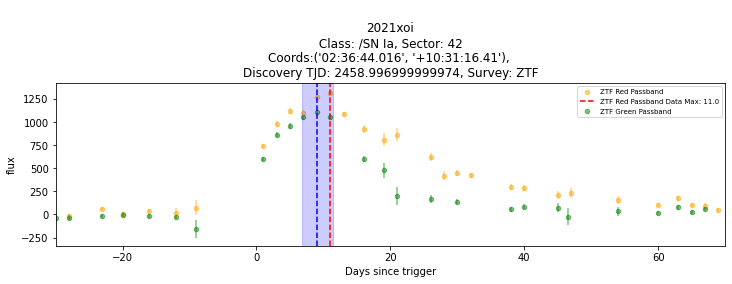 2021xoi
Class: /SN Ia, Sector: 42
Coords:('02:36:44.016', '+10:31:16.41'),
Discovery TJD: 2458.996999999974, Survey: ZTF
ZTF Red Passband
ZTF Red Passband Data Max: 11.0
ZTF Green Passband
1250
1000
750
500
250
0
−250
flux
−20
0
20
40
60
Days since trigger